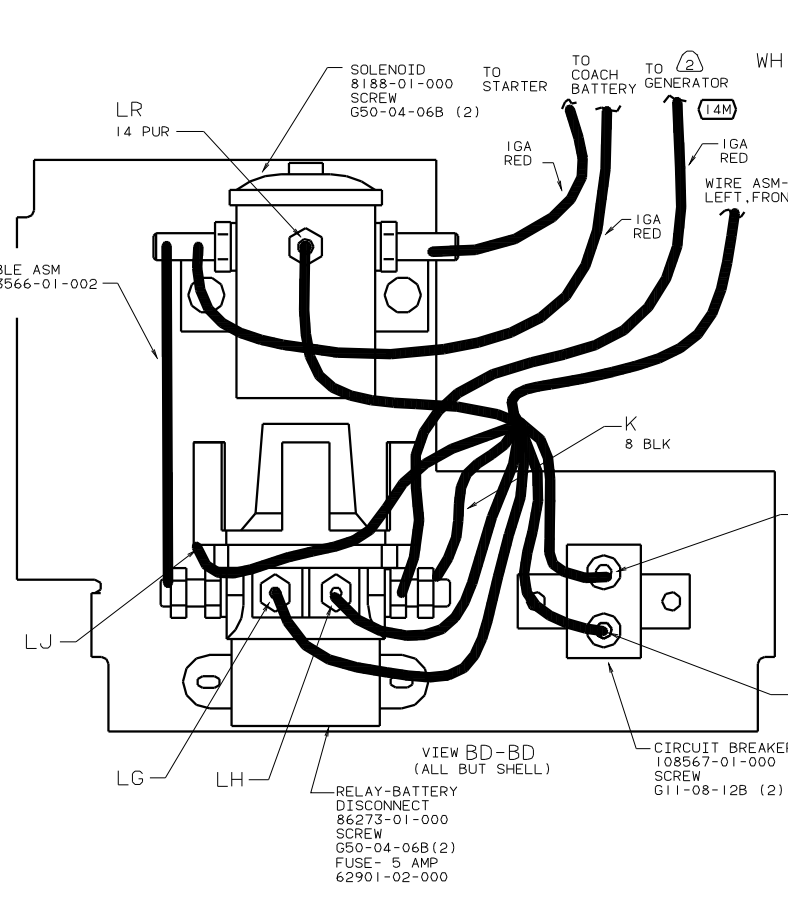 SOLENOID
8188-01-000
SCREW
G50-04-06B (2)
TO
STARTER
TO
COACH
BATTERY
TO
GENERATOR
2
14M
WH
LR
14 PUR
1GA
RED
1GA
RED
1GA
RED
WIRE ASM-
LEFT,FRON
BLE ASM
3566-01-002
K
8 BLK
LJ
LG
LH
VIEW BD-BD
(ALL BUT SHELL)
RELAY-BATTERY
DISCONNECT
86273-01-000
SCREW
G50-04-06B(2)
FUSE- 5 AMP
62901-02-000
CIRCUIT BREAKER
108567-01-000
SCREW
G11-08-12B (2)